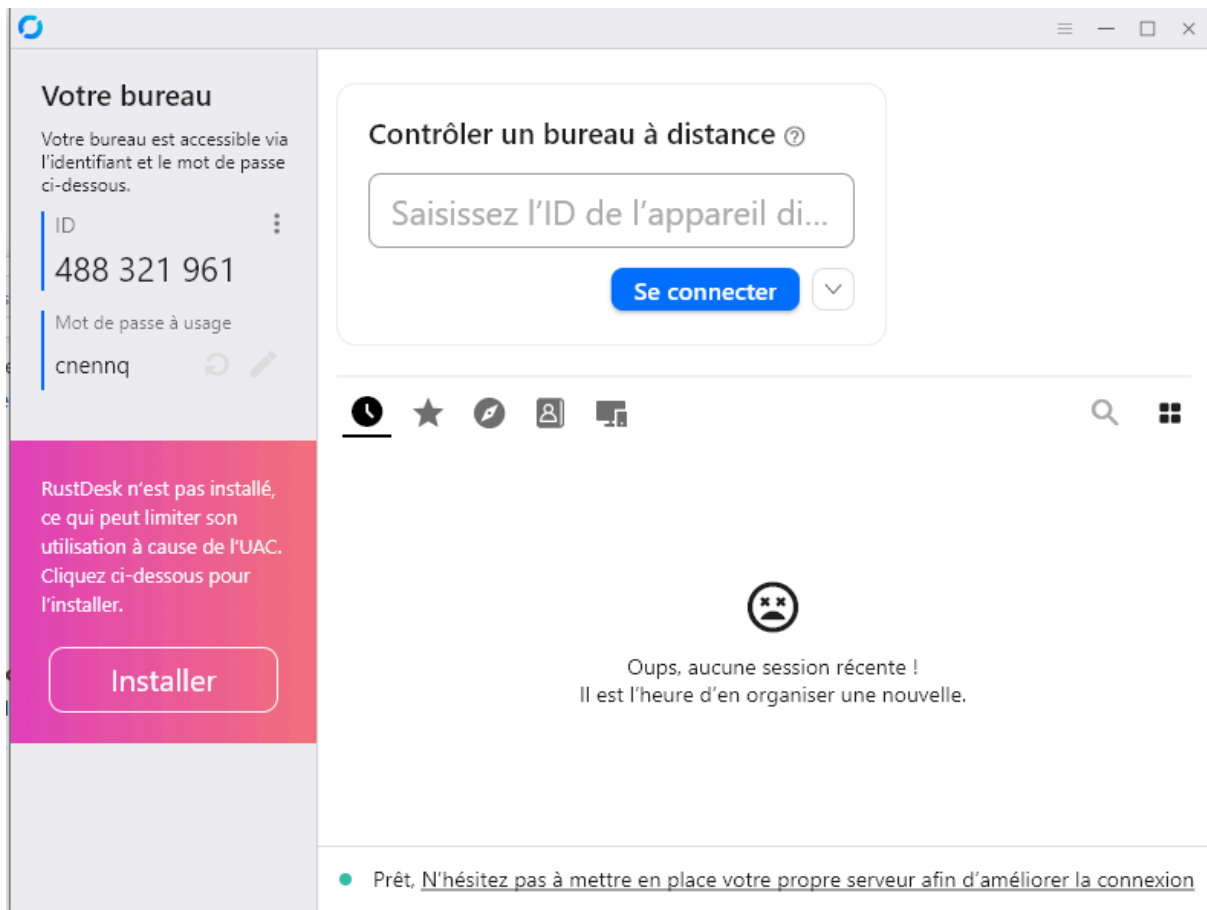 Votre bureau
Votre bureau est accessible via
l'identifiant et le mot de passe
ci-dessous.
ID
488 321 961
Mot de passe à usage
cnennq
RustDesk n'est pas installé,
ce qui peut limiter son
utilisation à cause de l'UAC.
Cliquez ci-dessous pour
l'installer.
Installer
Contrôler un bureau à distance
Saisissez l'ID de l'appareil di...
Se connecter
Oups, aucune session récente !
Il est l'heure d'en organiser une nouvelle.
Prêt, N'hésitez pas à mettre en place votre propre serveur afin d'améliorer la connexion